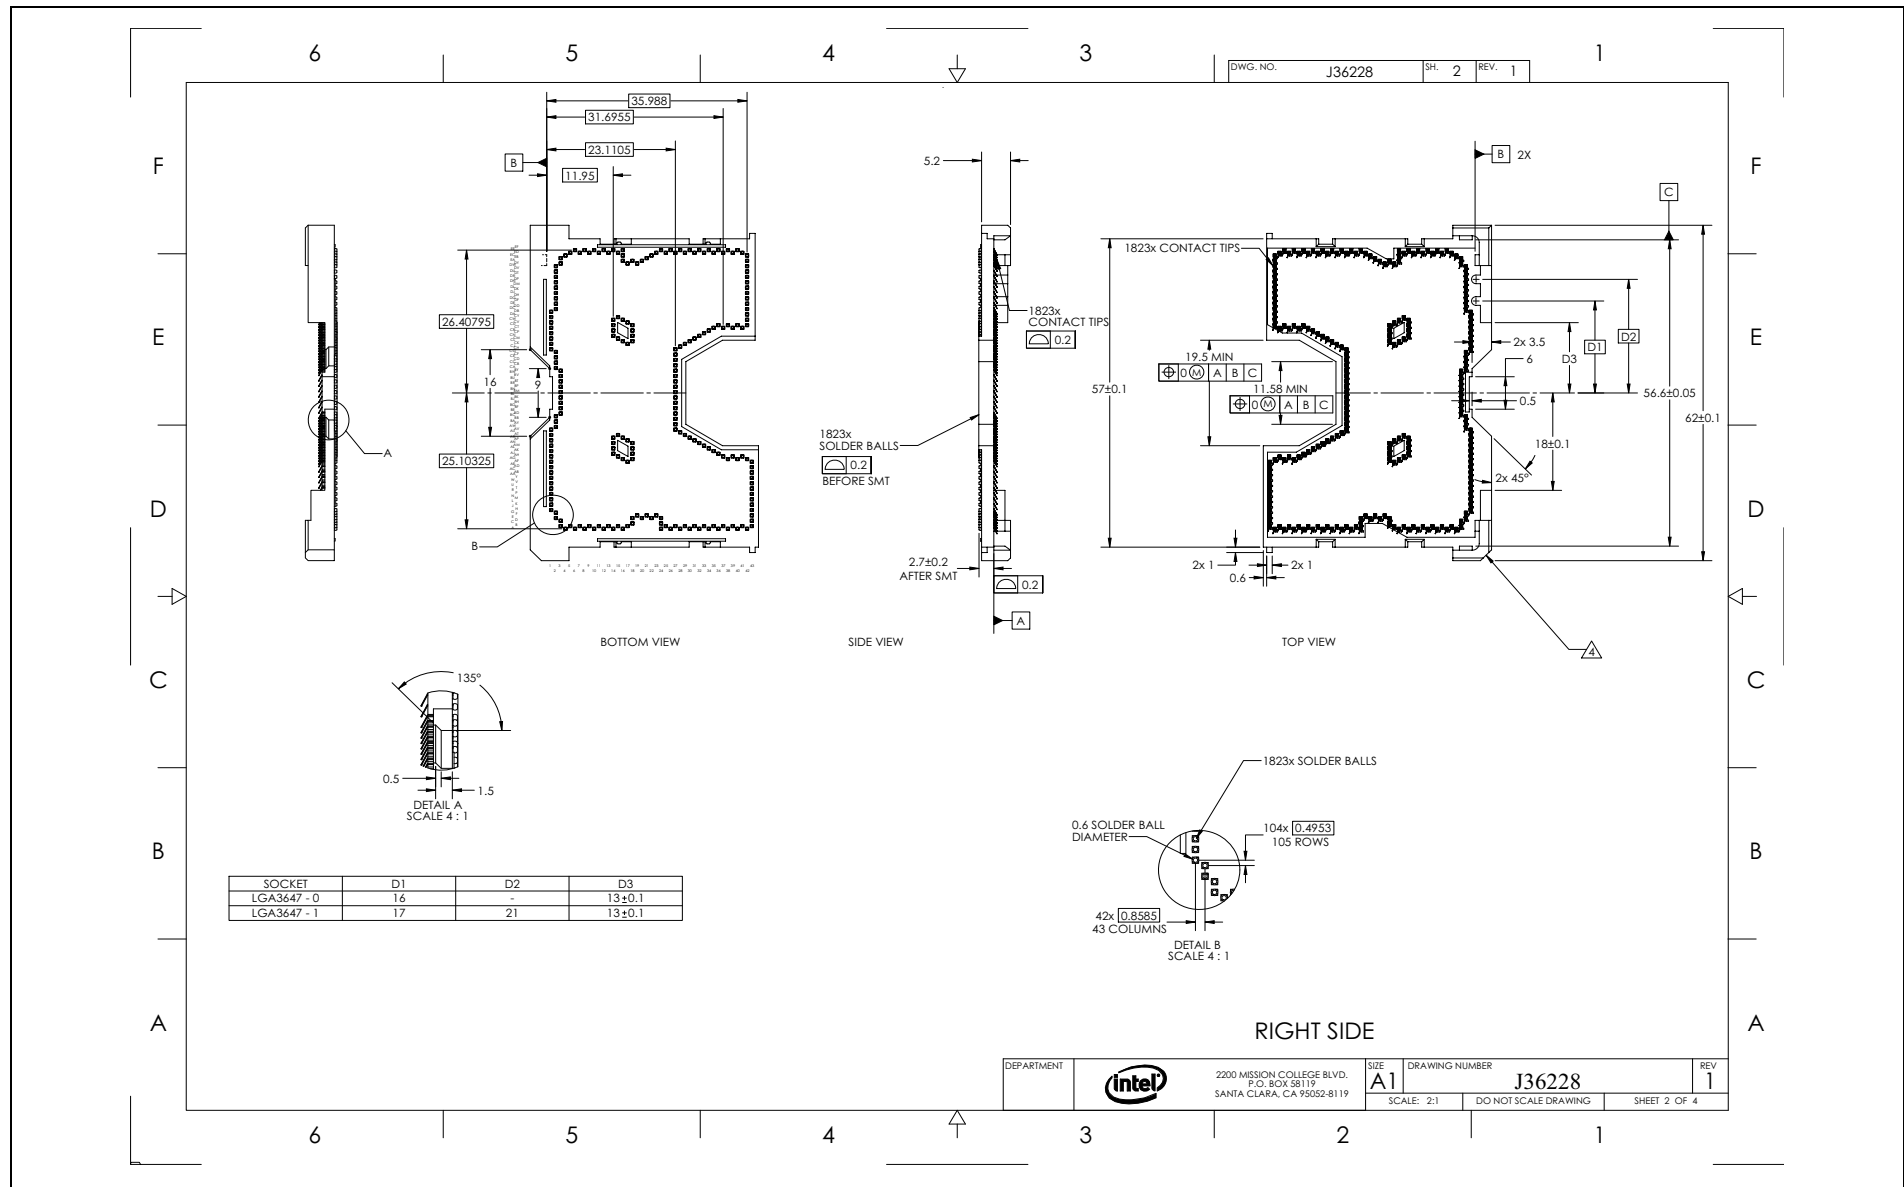 6
5
4
3
1
DWG. NO.
J36228
SH.
2
REV.
1
F
E
D
C
B
A
F
E
D
C
B
A
35.988
31.6955
23.1105
11.95
B
26.40795
25.10325
16
9
B
A
BOTTOM VIEW
5.2
1823x
CONTACT TIPS
0.2
1823x
SOLDER BALLS
0.2
BEFORE SMT
2.7±0.2
AFTER SMT
0.2
A
SIDE VIEW
B 2X
C
1823x CONTACT TIPS
57±0.1
19.5 MIN
0 M A B C
11.58 MIN
0 M A B C
2x 3.5
6
0.5
D3
D1
D2
56.6±0.05
62±0.1
18±0.1
2x 45°
2x 1
0.6
2x 1
4
TOP VIEW
135°
0.5
1.5
DETAIL A
SCALE 4 : 1
1823x SOLDER BALLS
0.6 SOLDER BALL
DIAMETER
104x 0.4953
105 ROWS
42x 0.8585
43 COLUMNS
DETAIL B
SCALE 4 : 1
SOCKET D1 D2 D3
LGA3647 - 0 16 - 13±0.1
LGA3647 - 1 17 21 13±0.1
RIGHT SIDE
DEPARTMENT
intel
2200 MISSION COLLEGE BLVD.
P.O. BOX 58119
SANTA CLARA, CA 95052-8119
SIZE
A1
DRAWING NUMBER
J36228
REV
1
SCALE: 2:1
DO NOT SCALE DRAWING
SHEET 2 OF 4
6
5
4
3
2
1